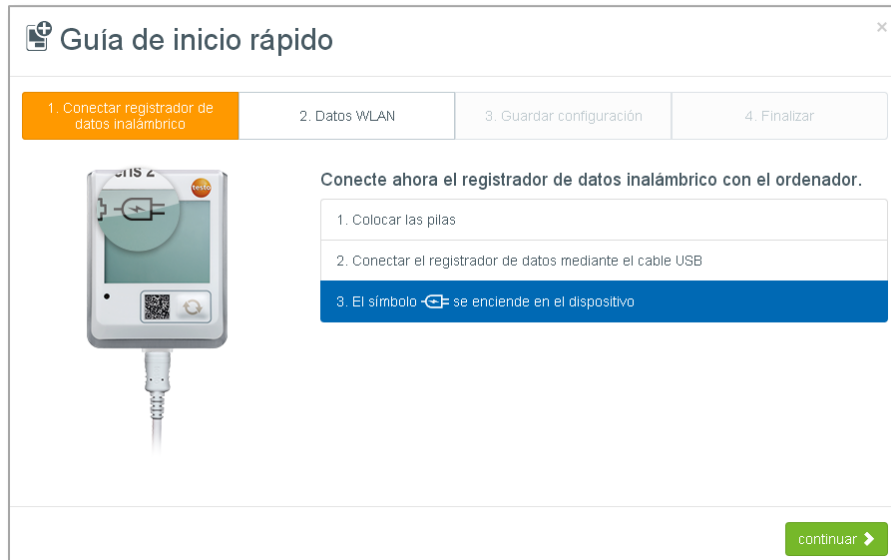 Guía de inicio rápido
×
1. Conectar registrador de
datos inalámbrico
2. Datos WLAN
3. Guardar configuración
4. Finalizar
testo
Conecte ahora el registrador de datos inalámbrico con el ordenador.
1. Colocar las pilas
2. Conectar el registrador de datos mediante el cable USB
3. El símbolo se enciende en el dispositivo
continuar